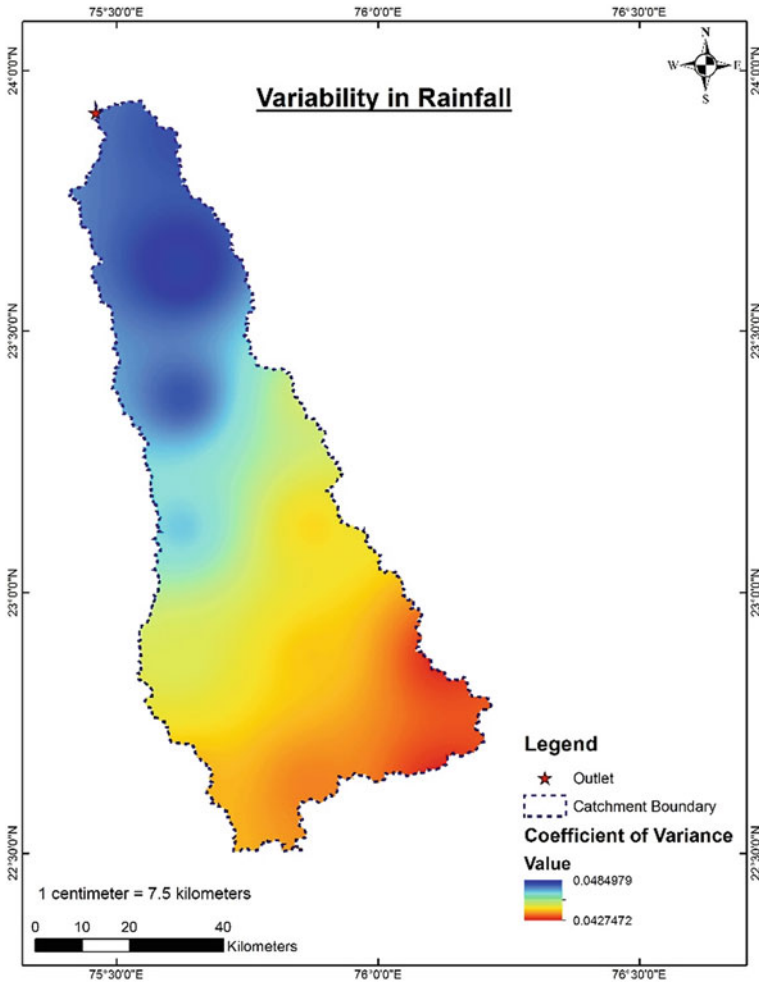 75°30'0"E 76°0'0"E 76°30'0"E
N
W E
S
24°0'0"N 24°0'0"N
Variability in Rainfall
23°30'0"N 23°30'0"N
23°0'0"N 23°0'0"N
Legend
Outlet
Catchment Boundary
Coefficient of Variance
Value
0.0484979
0.0427472
22°30'0"N 22°30'0"N
1 centimeter = 7.5 kilometers
0 10 20 40
Kilometers
75°30'0"E 76°0'0"E 76°30'0"E